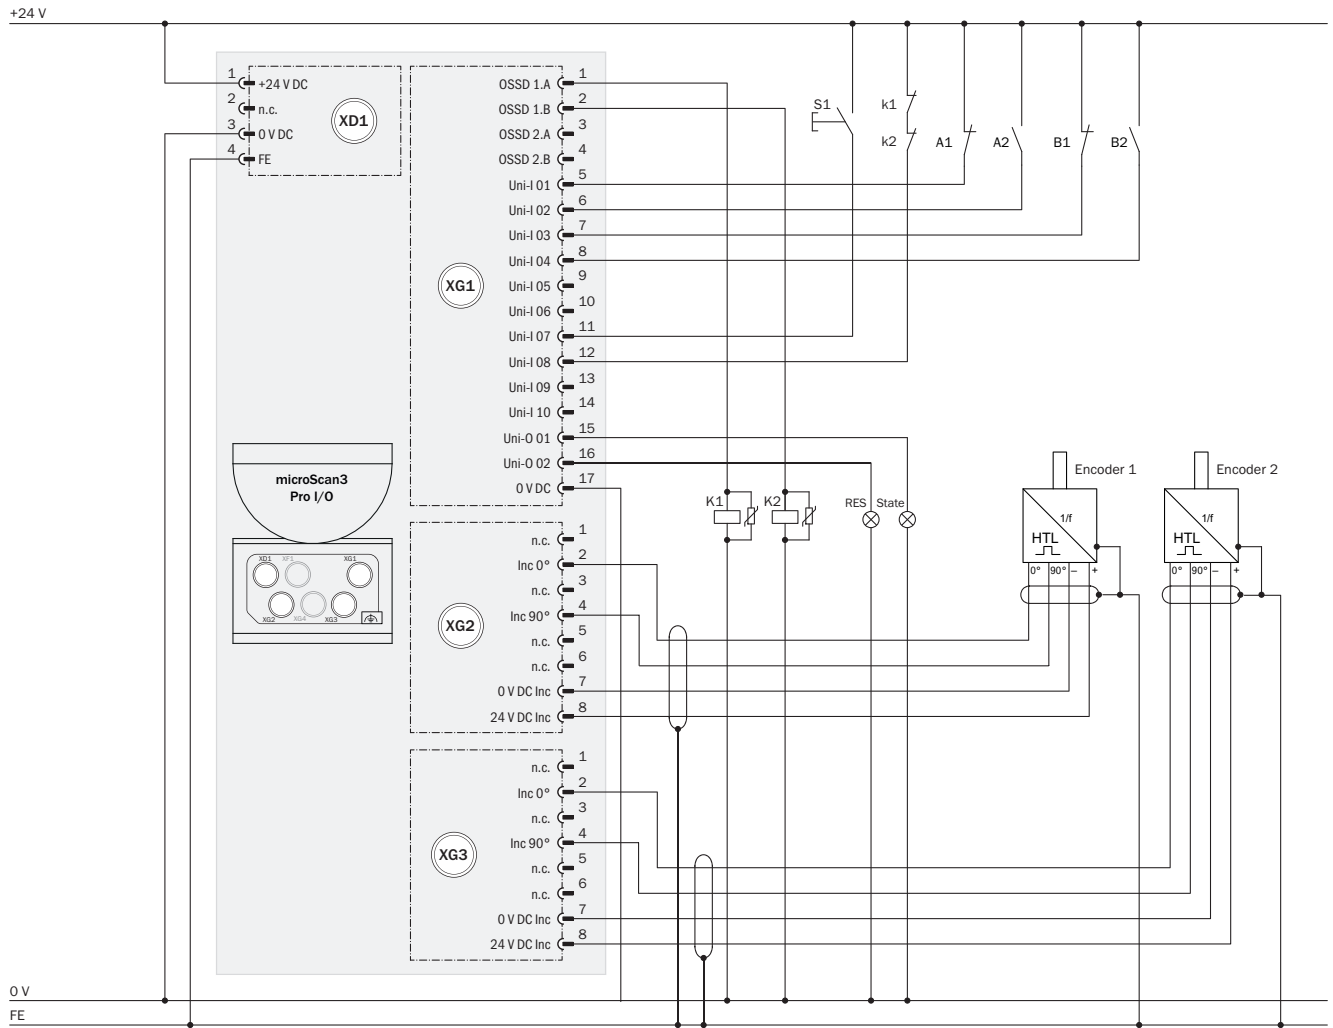 +24 V
1 +24 V DC
2 n.c.
3 0 V DC
4 FE
XD1
OSSD 1.A 1
OSSD 1.B 2
OSSD 2.A 3
OSSD 2.B 4
Uni-I 01 5
Uni-I 02 6
Uni-I 03 7
Uni-I 04 8
Uni-I 05 9
Uni-I 06 10
Uni-I 07 11
Uni-I 08 12
Uni-I 09 13
Uni-I 10 14
Uni-O 01 15
Uni-O 02 16
0 V DC 17
XG1
S1
k1
k2
A1
A2
B1
B2
microScan3
Pro I/O
XD1 XF1 XG1
XG2 XG4 XG3
K1
K2
RES State
Encoder 1
1/f
HTL
0° 90° – +
Encoder 2
1/f
HTL
0° 90° – +
n.c. 1
Inc 0° 2
n.c. 3
Inc 90° 4
n.c. 5
n.c. 6
0 V DC Inc 7
24 V DC Inc 8
XG2
n.c. 1
Inc 0° 2
n.c. 3
Inc 90° 4
n.c. 5
n.c. 6
0 V DC Inc 7
24 V DC Inc 8
XG3
0 V
FE